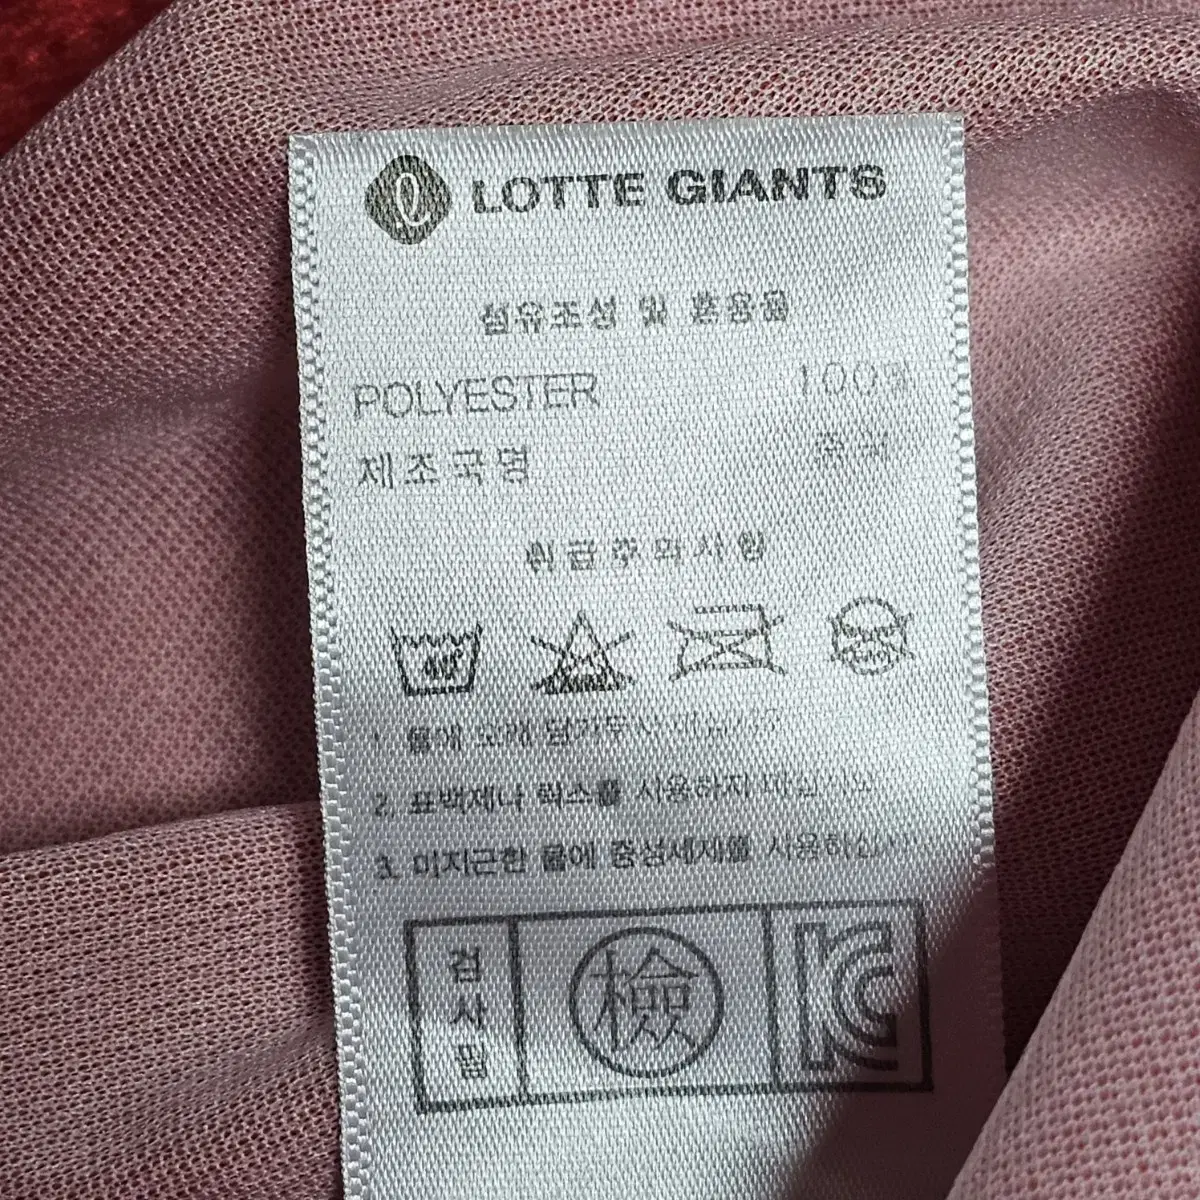 LOTTE GIANTS
섬유조성 및 혼용율
POLYESTER 100%
제조국명 중국
취급주의사항
40
1. 물에 오래 담가두지 마십시오
2. 표백제나 락스를 사용하지 마십시오
3. 미지근한 물에 중성세제를 사용하십
검사필 檢 KC